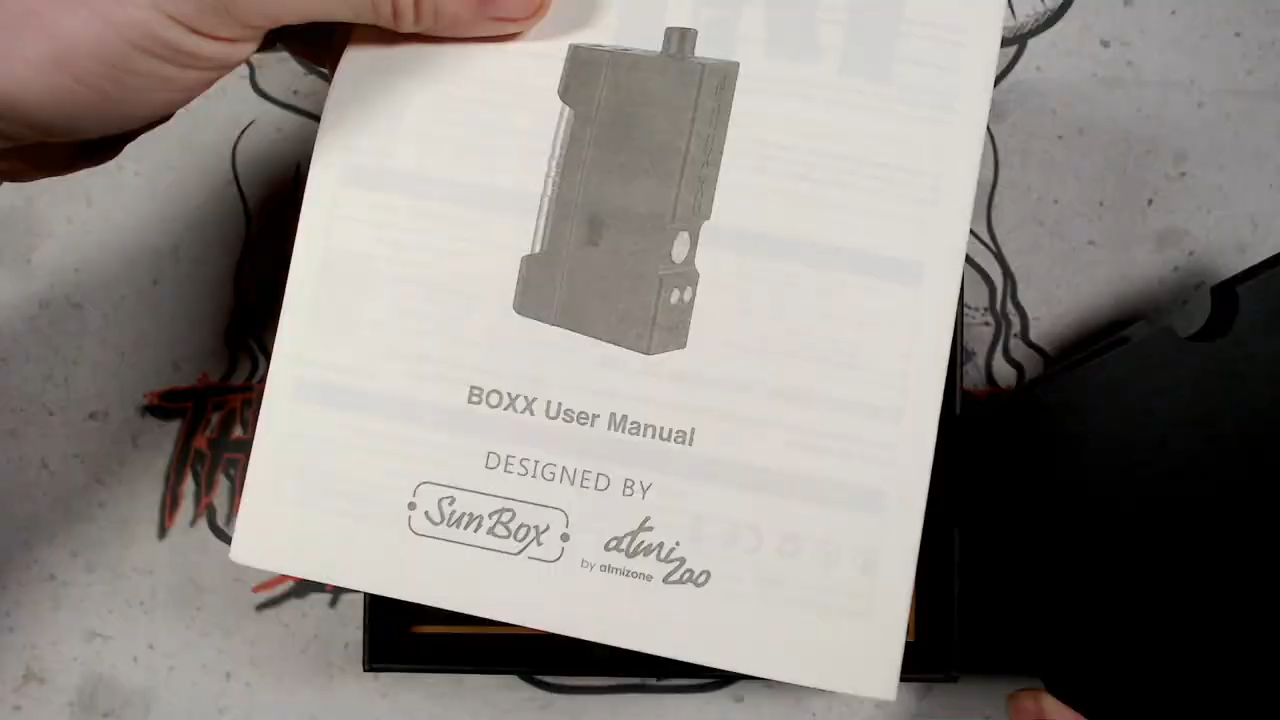 BOXX User Manual
DESIGNED BY
SunBox
atmizoo
by atmizone